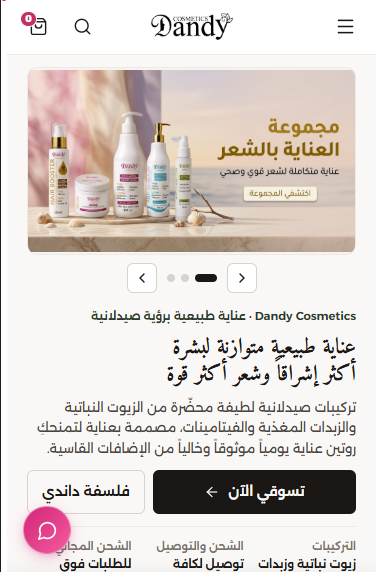 0
COSMETICS
Dandy
مجموعة
العناية بالشعر
عناية متكاملة لشعر قوي وصحي
اكتشفي المجموعة
HAIR BOOSTER
Dandy
Dandy Cosmetics · عناية طبيعية برؤية صيدلانية
عناية طبيعية متوازنة لبشرة
أكثر إشراقاً وشعر أكثر قوة
تركيبات صيدلانية لطيفة محضّرة من الزيوت النباتية
والزبدات المغذية والفيتامينات، مصممة بعناية لتمنحكِ
روتين عناية يومياً موثوقاً وخالياً من الإضافات القاسية.
تسوقي الآن ←
فلسفة داندي
التركيبات
زيوت نباتية وزبدات
الشحن والتوصيل
توصيل لكافة
الشحن المجاني
للطلبات فوق